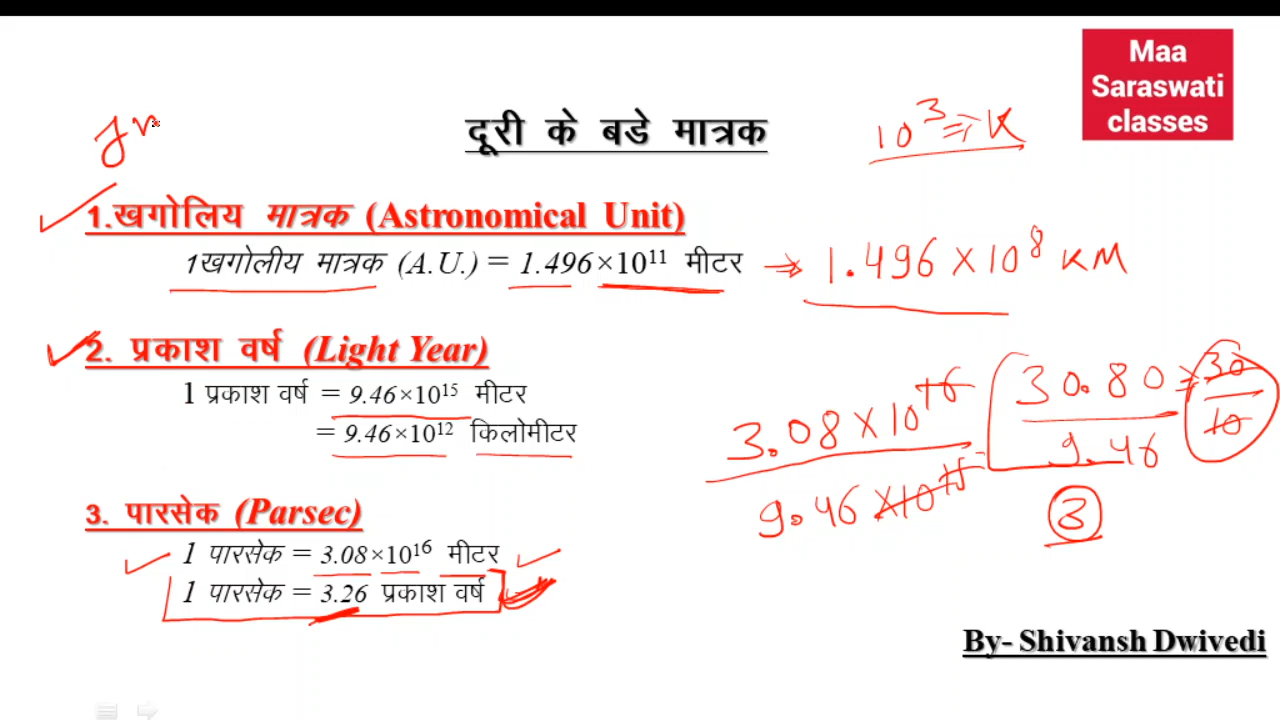 Maa
Saraswati
classes
दूरी के बडे मात्रक
10³ => K
1.खगोलिय मात्रक (Astronomical Unit)
1खगोलीय मात्रक (A.U.) = 1.496×10¹¹ मीटर → 1.496 × 10⁸ KM
2. प्रकाश वर्ष (Light Year)
1 प्रकाश वर्ष = 9.46×10¹⁵ मीटर
= 9.46×10¹² किलोमीटर
3.08 × 10¹⁶
9.46 × 10¹⁵
= 30.80
9.46
= 30
10
3
3. पारसेक (Parsec)
1 पारसेक = 3.08×10¹⁶ मीटर
1 पारसेक = 3.26 प्रकाश वर्ष
By- Shivansh Dwivedi